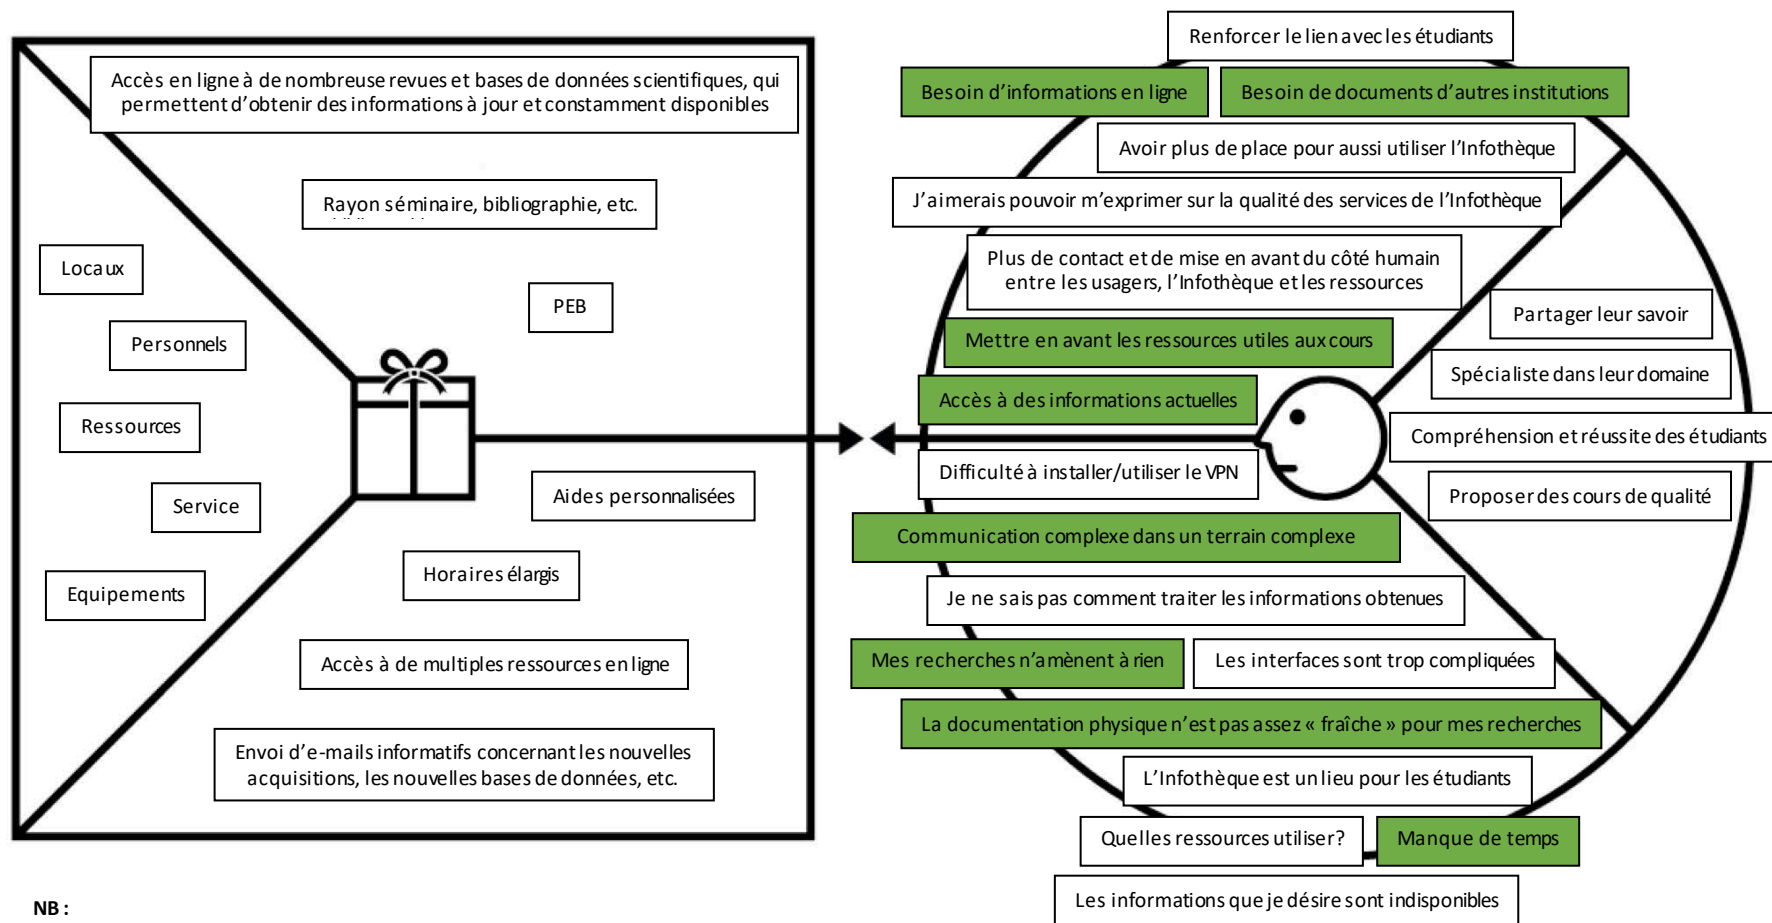 Accès en ligne à de nombreuse revues et bases de données scientifiques, qui
permettent d'obtenir des informations à jour et constamment disponibles
Rayon séminaire, bibliographie, etc.
Locaux
PEB
Personnels
Ressources
Service
Aides personnalisées
Horaires élargis
Equipements
Accès à de multiples ressources en ligne
Envoi d'e-mails informatifs concernant les nouvelles
acquisitions, les nouvelles bases de données, etc.
Renforcer le lien avec les étudiants
Besoin d'informations en ligne
Besoin de documents d'autres institutions
Avoir plus de place pour aussi utiliser l'Infothèque
J'aimerais pouvoir m'exprimer sur la qualité des services de l'Infothèque
Plus de contact et de mise en avant du côté humain
entre les usagers, l'Infothèque et les ressources
Mettre en avant les ressources utiles aux cours
Accès à des informations actuelles
Partager leur savoir
Spécialiste dans leur domaine
Compréhension et réussite des étudiants
Proposer des cours de qualité
Difficulté à installer/utiliser le VPN
Communication complexe dans un terrain complexe
Je ne sais pas comment traiter les informations obtenues
Mes recherches n'amènent à rien
Les interfaces sont trop compliquées
La documentation physique n'est pas assez « fraîche » pour mes recherches
L'Infothèque est un lieu pour les étudiants
Quelles ressources utiliser?
Manque de temps
Les informations que je désire sont indisponibles
NB :